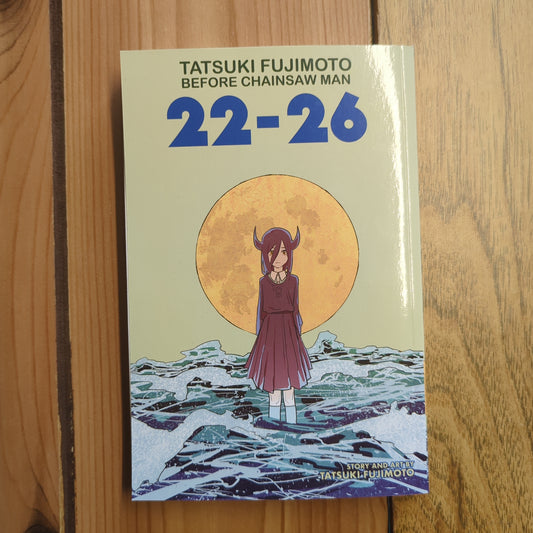 TATSUKI FUJIMOTO
BEFORE CHAINSAW MAN
22-26
STORY AND ART BY
TATSUKI FUJIMOTO